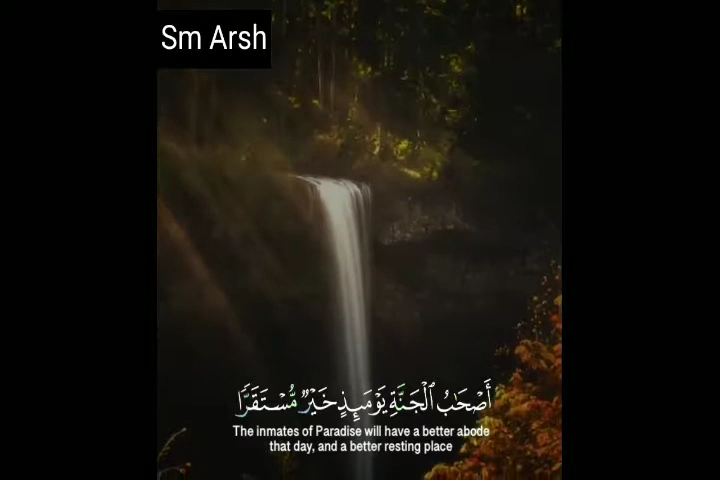 Sm Arsh
أَصْحَٰبُ ٱلْجَنَّةِ يَوْمَئِذٍ خَيْرٌ مُّسْتَقَرًّا
The inmates of Paradise will have a better abode
that day, and a better resting place